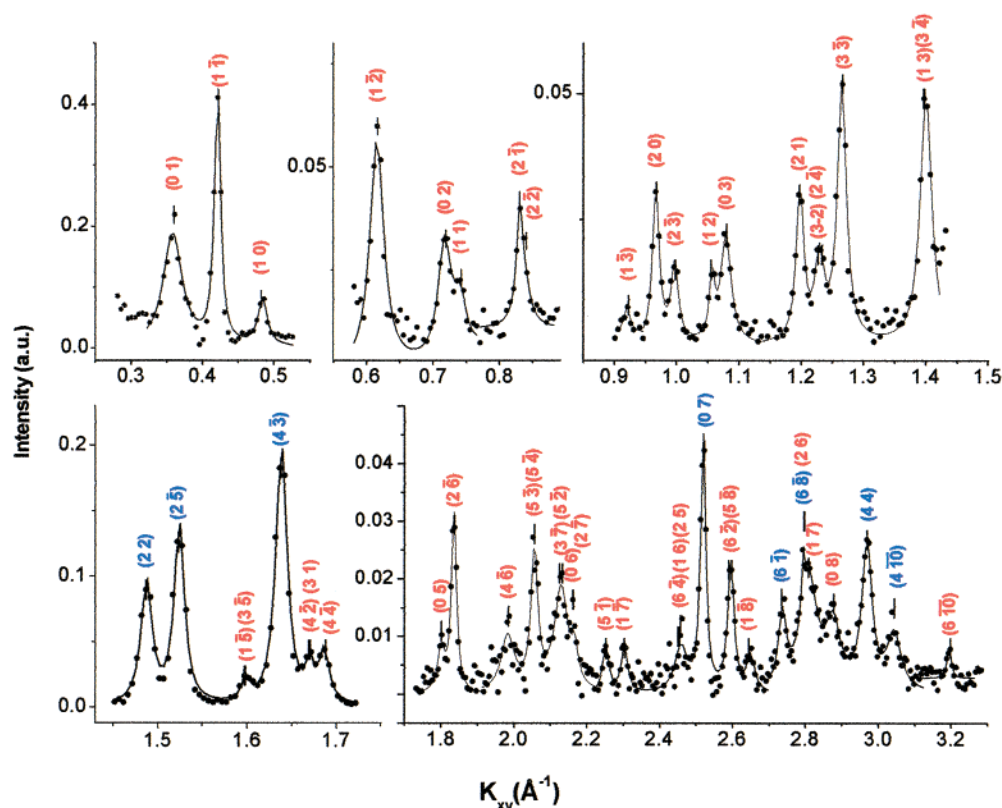 Intensity (a.u.)
0.4
0.2
0.0
(0 1)
(1 1̄)
(1 0)
0.3 0.4 0.5
0.05
(1 2̄)
(0 2)
(1 1)
(2 1̄)
(2 2̄)
0.6 0.7 0.8
0.05
(1 3̄)
(2 0)
(2 3̄)
(1 2)
(0 3)
(2 1)
(3-2)
(2 4̄)
(3 3̄)
(1 3)(3 4̄)
0.9 1.0 1.1 1.2 1.3 1.4 1.5
0.2
0.1
0.0
(2 2)
(2 5̄)
(1 5̄)(3 5̄)
(4 3̄)
(4 2̄)(3 1)
(4 4̄)
1.5 1.6 1.7
0.04
0.03
0.02
0.01
(0 5)
(2 6̄)
(4 6̄)
(5 3̄)(5 4̄)
(3 7̄)(5 2̄)
(0 6)(2 7̄)
(5 1̄)
(1 7̄)
(6 4̄)(1 6)(2 5)
(0 7)
(6 2̄)(5 8̄)
(1 8̄)
(6 1̄)
(6 8̄)(2 6)
(1 7)
(0 8)
(4 4)
(4 1̄0̄)
(6 1̄0̄)
1.8 2.0 2.2 2.4 2.6 2.8 3.0 3.2
Kxy(Å-1)